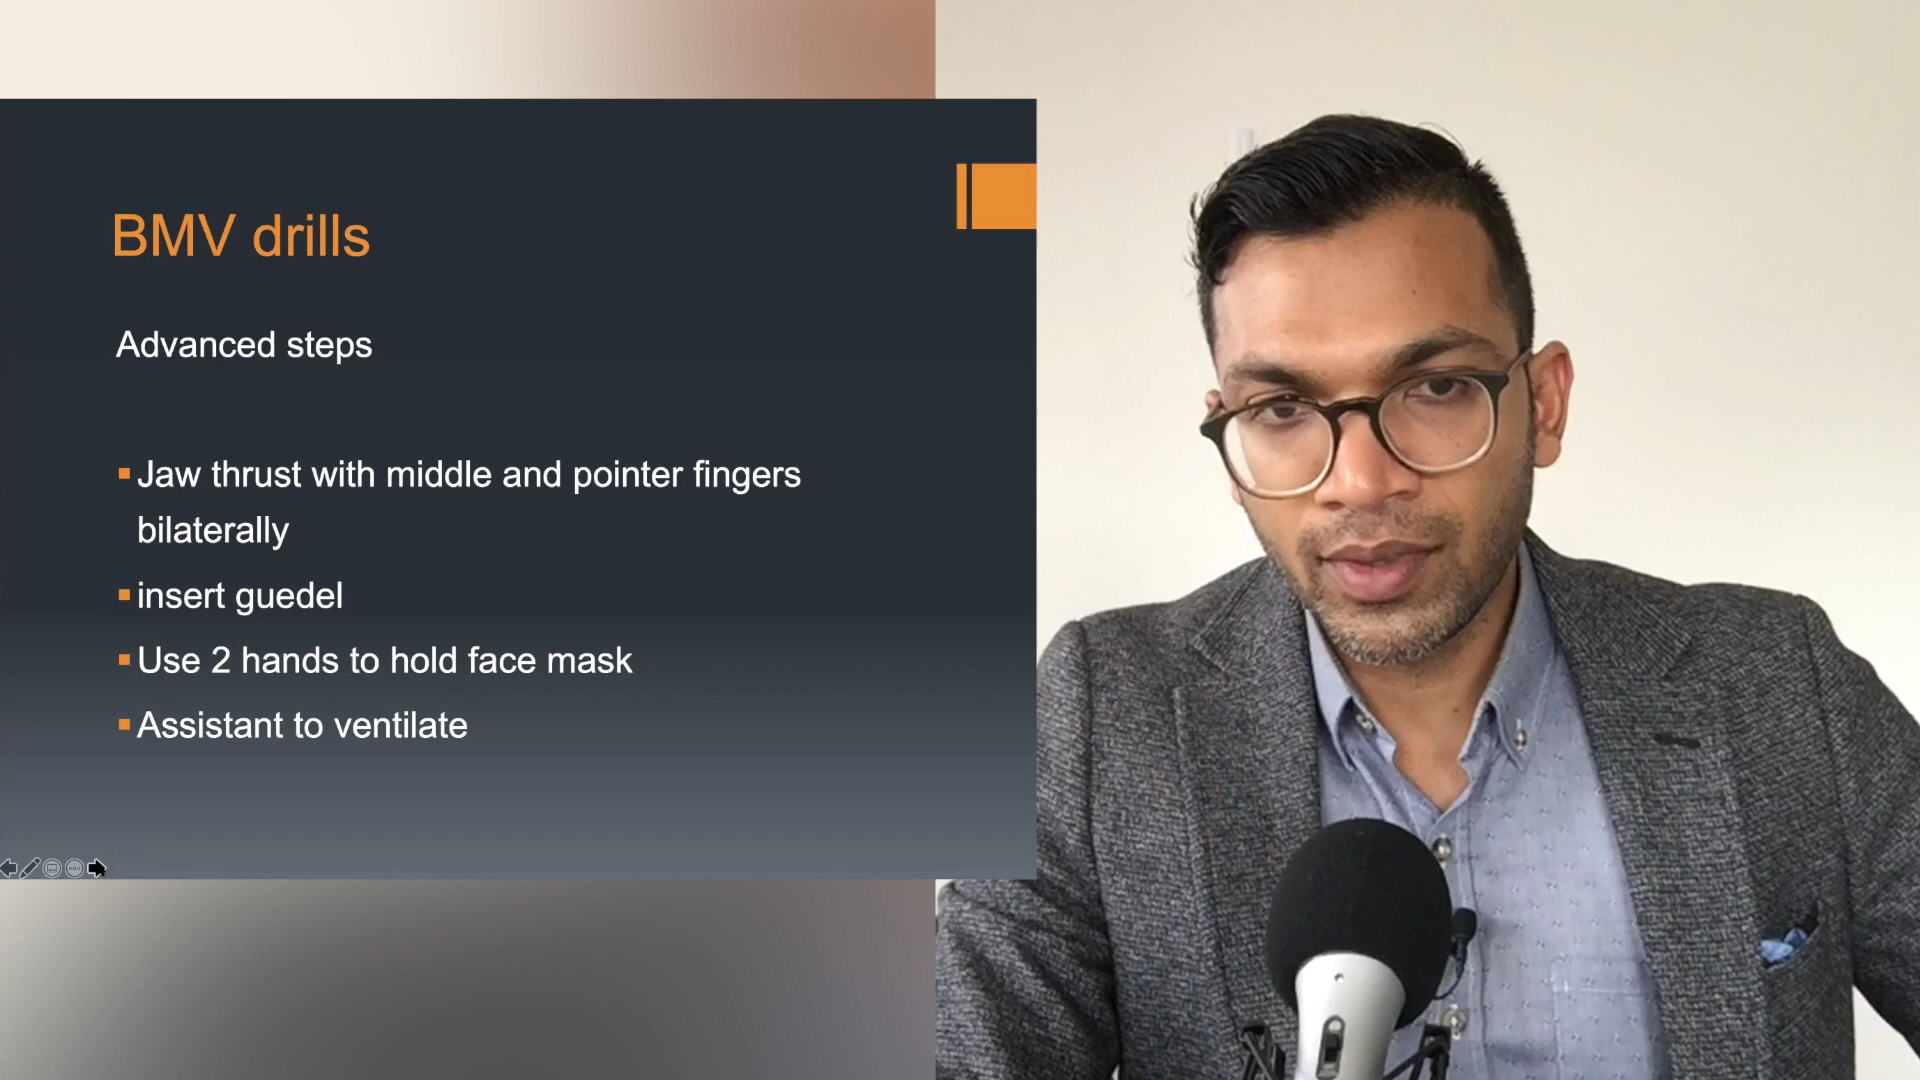 BMV drills
Advanced steps
Jaw thrust with middle and pointer fingers
bilaterally
insert guedel
Use 2 hands to hold face mask
Assistant to ventilate